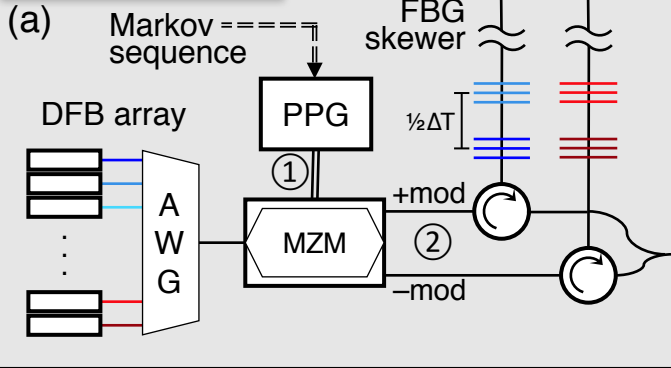 (a)
Markov
sequence
FBG
skewer
PPG
½ΔT
DFB array
①
A
W
G
MZM
+mod
②
–mod